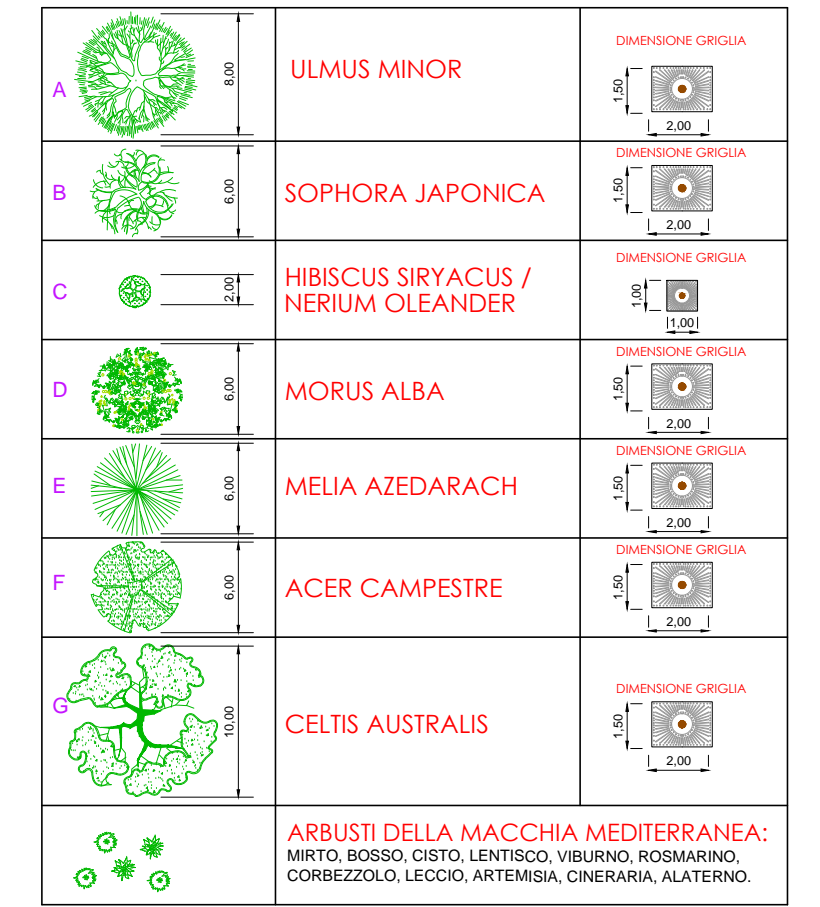 A
8,00
ULMUS MINOR
DIMENSIONE GRIGLIA
1,50
2,00
B
6,00
SOPHORA JAPONICA
DIMENSIONE GRIGLIA
1,50
2,00
C
2,00
HIBISCUS SIRYACUS /
NERIUM OLEANDER
DIMENSIONE GRIGLIA
1,00
1,00
D
6,00
MORUS ALBA
DIMENSIONE GRIGLIA
1,50
2,00
E
6,00
MELIA AZEDARACH
DIMENSIONE GRIGLIA
1,50
2,00
F
6,00
ACER CAMPESTRE
DIMENSIONE GRIGLIA
1,50
2,00
G
10,00
CELTIS AUSTRALIS
DIMENSIONE GRIGLIA
1,50
2,00
ARBUSTI DELLA MACCHIA MEDITERRANEA:
MIRTO, BOSSO, CISTO, LENTISCO, VIBURNO, ROSMARINO,
CORBEZZOLO, LECCIO, ARTEMISIA, CINERARIA, ALATERNO.